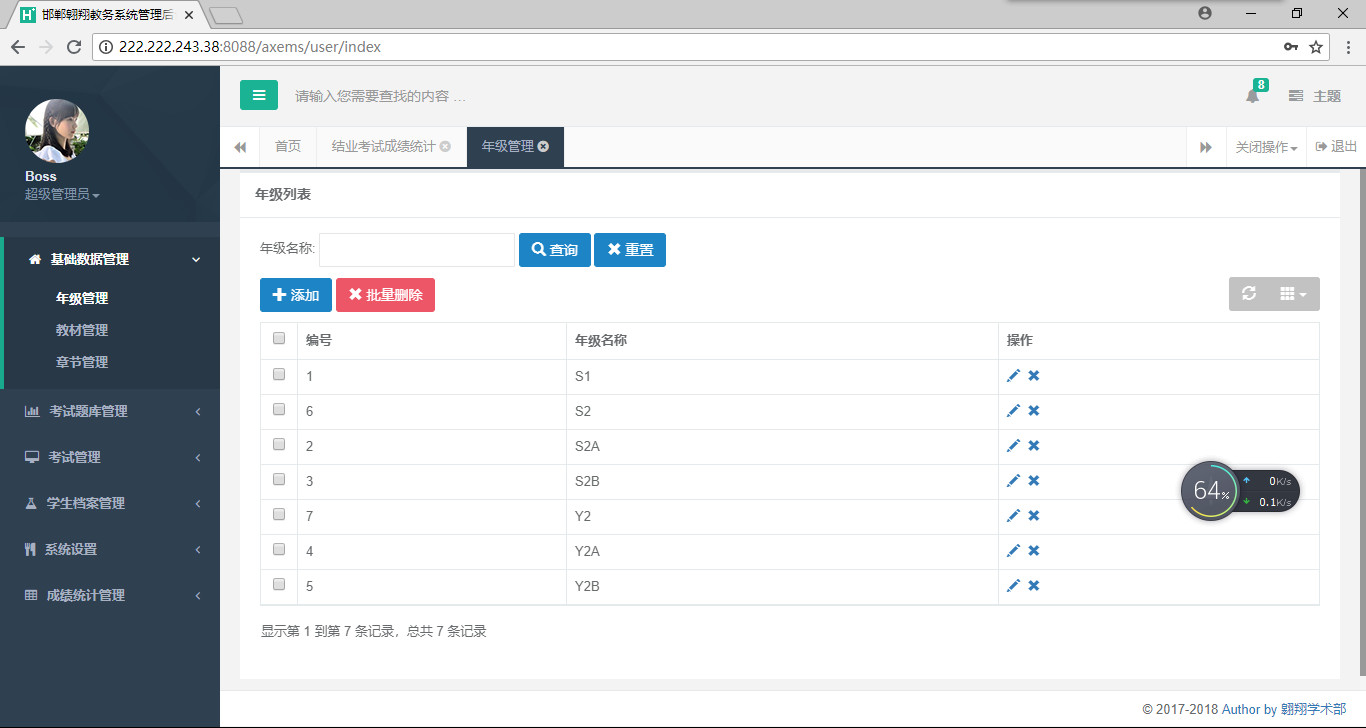 邯郸翱翔教务系统管理后
222.222.243.38:8088/axems/user/index
请输入您需要查找的内容 …
8
主题
首页
结业考试成绩统计
年级管理
关闭操作
退出
Boss
超级管理员
基础数据管理
年级管理
教材管理
章节管理
考试题库管理
考试管理
学生档案管理
系统设置
成绩统计管理
年级列表
年级名称:
查询
重置
添加
批量删除
编号 年级名称 操作
1 S1
6 S2
2 S2A
3 S2B
7 Y2
4 Y2A
5 Y2B
64%
0K/s
0.1K/s
显示第 1 到第 7 条记录，总共 7 条记录
© 2017-2018 Author by 翱翔学术部